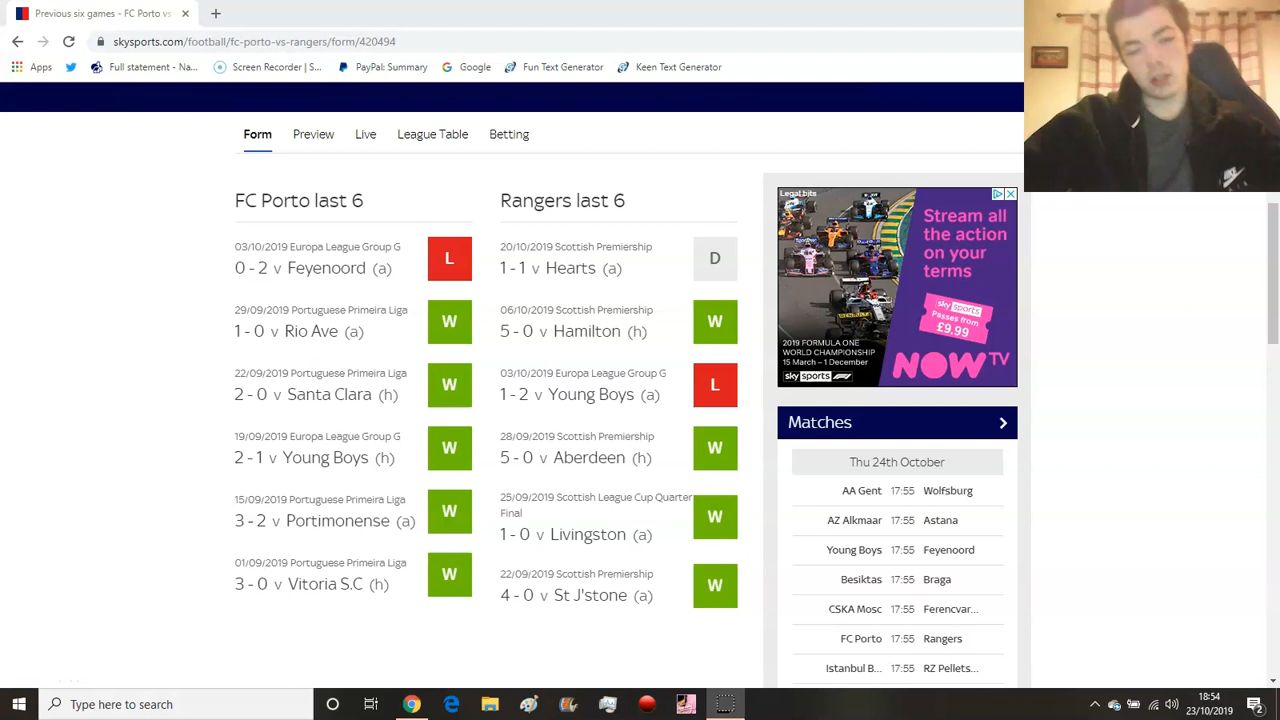 Previous six games - FC Porto vs
skysports.com/football/fc-porto-vs-rangers/form/420494
Apps Full statement - Na... Screen Recorder | S... PayPal: Summary Google Fun Text Generator Keen Text Generator
Form Preview Live League Table Betting
FC Porto last 6
03/10/2019 Europa League Group G
0 - 2 v Feyenoord (a)
L
29/09/2019 Portuguese Primeira Liga
1 - 0 v Rio Ave (a)
W
22/09/2019 Portuguese Primeira Liga
2 - 0 v Santa Clara (h)
W
19/09/2019 Europa League Group G
2 - 1 v Young Boys (h)
W
15/09/2019 Portuguese Primeira Liga
3 - 2 v Portimonense (a)
W
01/09/2019 Portuguese Primeira Liga
3 - 0 v Vitoria S.C (h)
W
Rangers last 6
20/10/2019 Scottish Premiership
1 - 1 v Hearts (a)
D
06/10/2019 Scottish Premiership
5 - 0 v Hamilton (h)
W
03/10/2019 Europa League Group G
1 - 2 v Young Boys (a)
L
28/09/2019 Scottish Premiership
5 - 0 v Aberdeen (h)
W
25/09/2019 Scottish League Cup Quarter
Final
1 - 0 v Livingston (a)
W
22/09/2019 Scottish Premiership
4 - 0 v St J'stone (a)
W
Legal bits
Stream all
the action
on your
terms
sky sports
Passes from
£9.99
2019 FORMULA ONE
WORLD CHAMPIONSHIP
15 March – 1 December
sky sports F1
NOW TV
Matches
Thu 24th October
AA Gent 17:55 Wolfsburg
AZ Alkmaar 17:55 Astana
Young Boys 17:55 Feyenoord
Besiktas 17:55 Braga
CSKA Mosc 17:55 Ferencvar...
FC Porto 17:55 Rangers
Istanbul B... 17:55 RZ Pellets...
Type here to search
18:54
23/10/2019
2